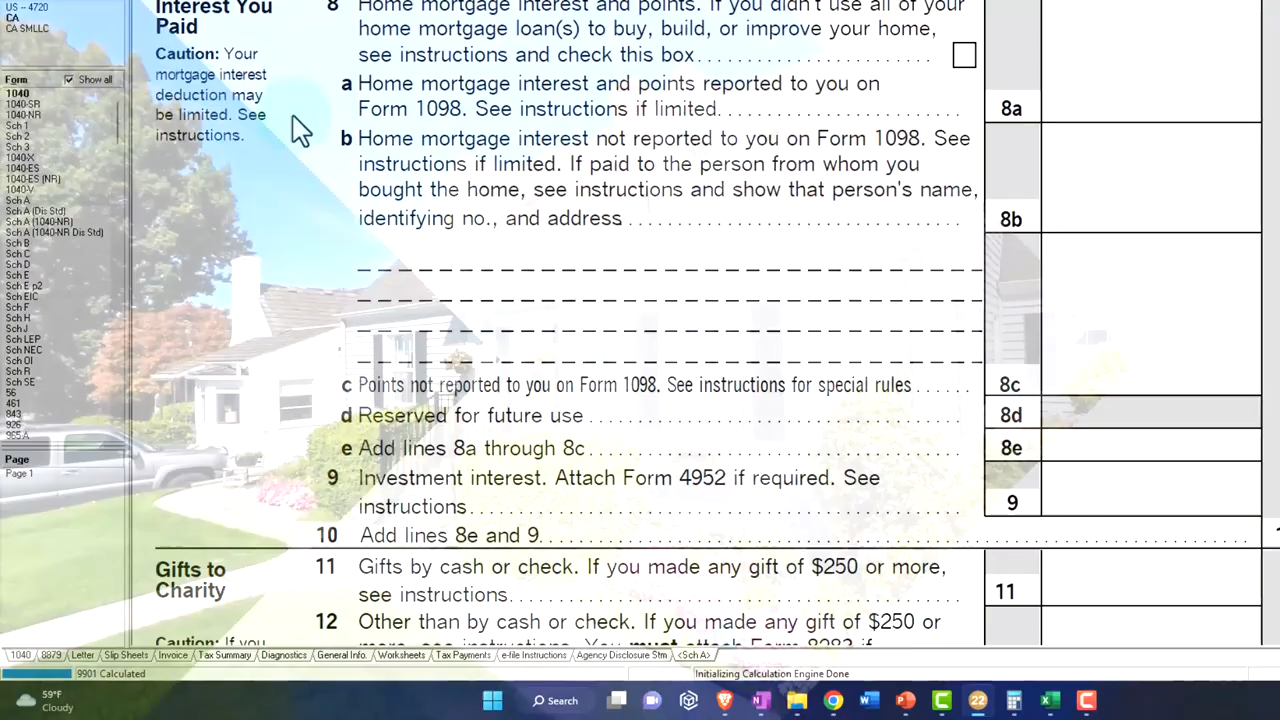 US -- 4720
CA
CA SMLLC
Form
Show all
1040
1040-SR
1040-NR
Sch 1
Sch 2
Sch 3
1040-X
1040-ES
1040-ES (NR)
1040-V
Sch A
Sch A (Dis Std)
Sch A (1040-NR)
Sch A (1040-NR Dis Std)
Sch B
Sch C
Sch D
Sch E
Sch E p2
Sch EIC
Sch F
Sch H
Sch J
Sch LEP
Sch NEC
Sch OI
Sch R
Sch SE
56
461
843
926
965 A
Page
Page 1
Interest You
Paid
Caution: Your
mortgage interest
deduction may
be limited. See
instructions.
8 Home mortgage interest and points. If you didn't use all of your
home mortgage loan(s) to buy, build, or improve your home,
see instructions and check this box
a Home mortgage interest and points reported to you on
Form 1098. See instructions if limited. 8a
b Home mortgage interest not reported to you on Form 1098. See
instructions if limited. If paid to the person from whom you
bought the home, see instructions and show that person's name,
identifying no., and address 8b
c Points not reported to you on Form 1098. See instructions for special rules 8c
d Reserved for future use 8d
e Add lines 8a through 8c 8e
9 Investment interest. Attach Form 4952 if required. See
instructions 9
10 Add lines 8e and 9
Gifts to
Charity
Caution: If you
11 Gifts by cash or check. If you made any gift of $250 or more,
see instructions 11
12 Other than by cash or check. If you made any gift of $250 or
more, see instructions. You must attach Form 8283 if
1040 8879 Letter Slip Sheets Invoice Tax Summary Diagnostics General Info. Worksheets Tax Payments e-file Instructions Agency Disclosure Stm <Sch A>
9901 Calculated
Initializing Calculation Engine Done
59°F
Cloudy
Search
22